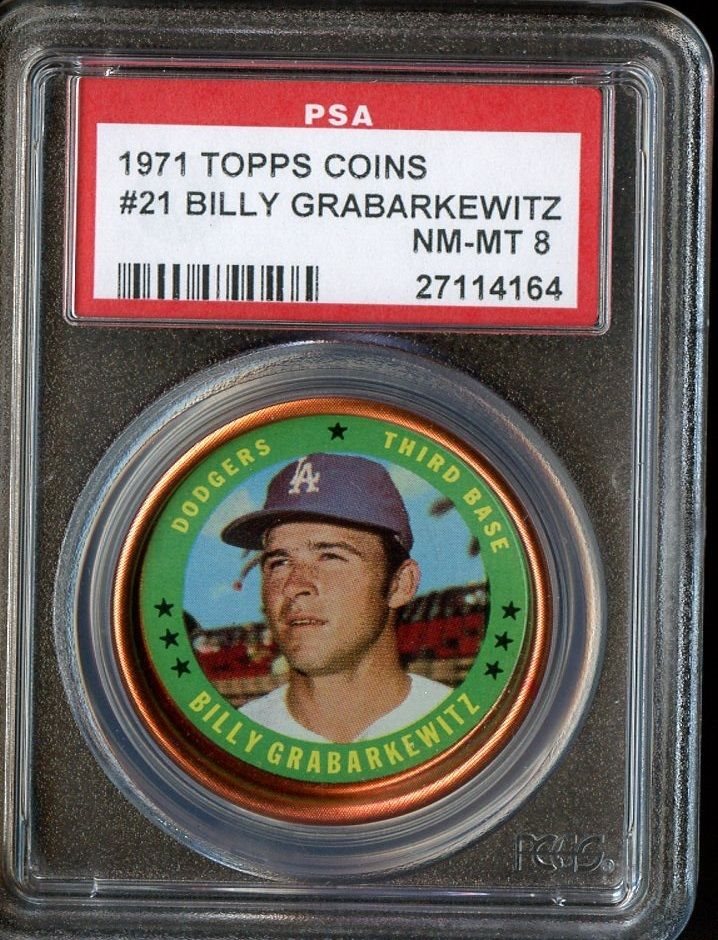 PSA
1971 TOPPS COINS
#21 BILLY GRABARKEWITZ
NM-MT 8
27114164
DODGERS ★ THIRD BASE
LA
BILLY GRABARKEWITZ
PCGS